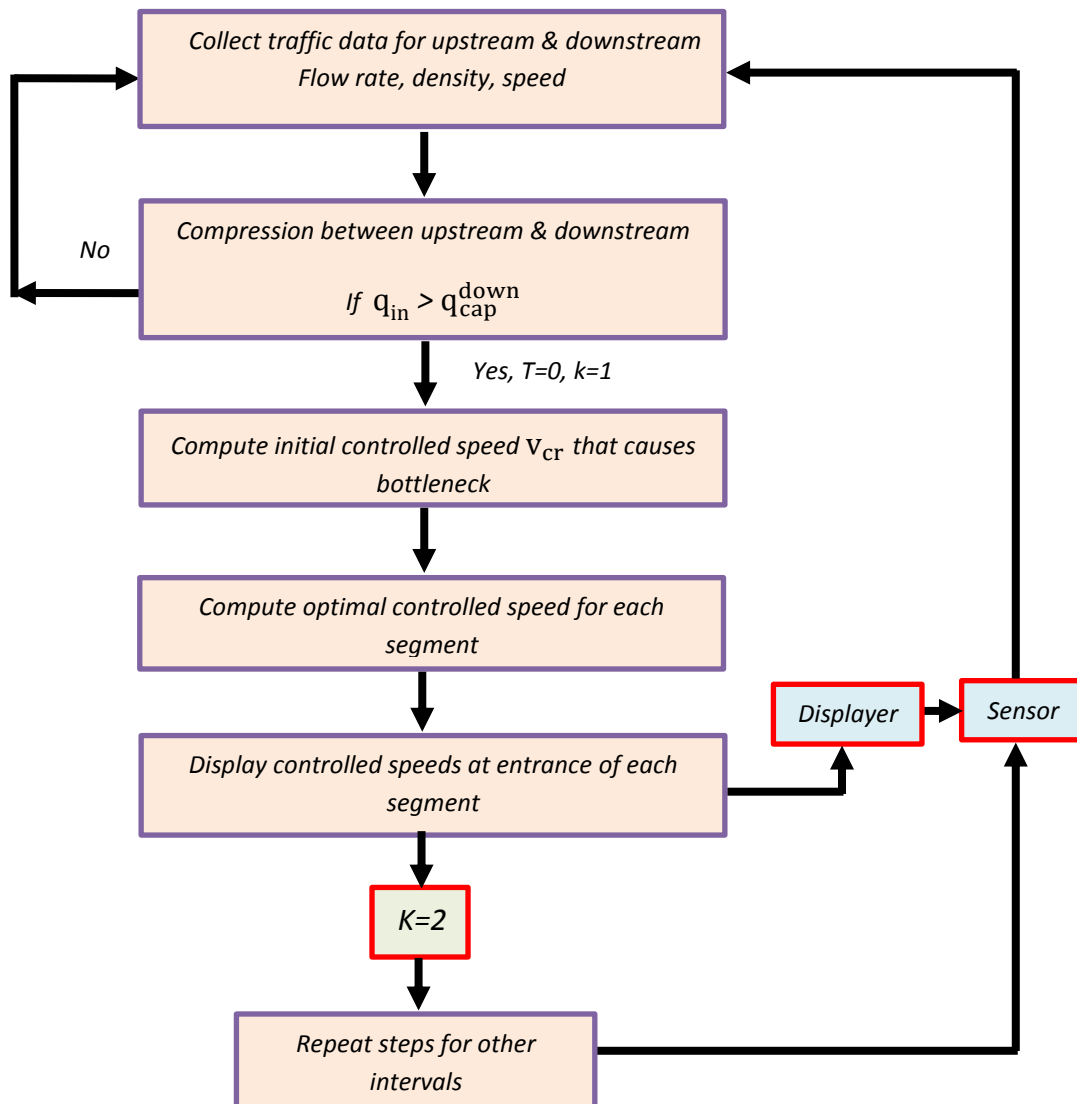 Collect traffic data for upstream & downstream
Flow rate, density, speed
Compression between upstream & downstream
No
If q_in > q_cap^down
Yes, T=0, k=1
Compute initial controlled speed v_cr that causes
bottleneck
Compute optimal controlled speed for each
segment
Displayer
Sensor
Display controlled speeds at entrance of each
segment
K=2
Repeat steps for other
intervals